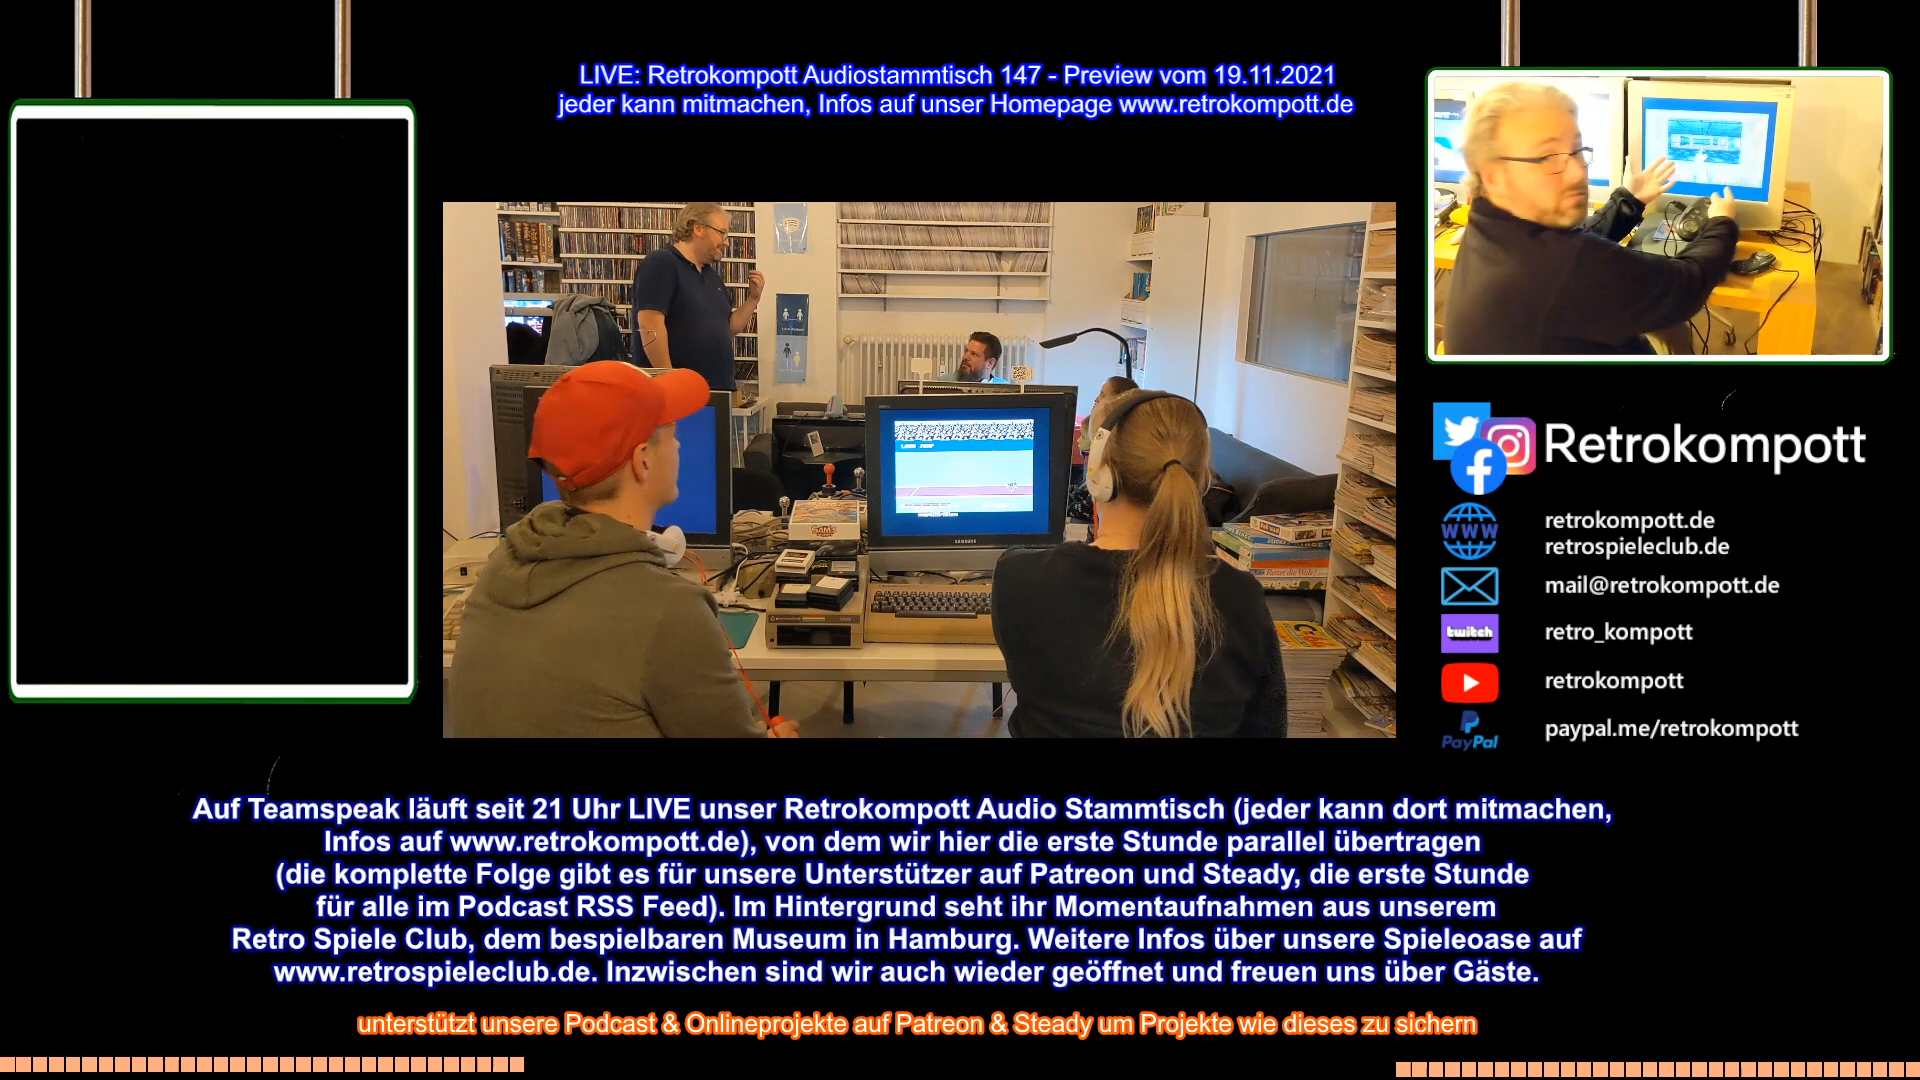 LIVE: Retrokompott Audiostammtisch 147 - Preview vom 19.11.2021
jeder kann mitmachen, Infos auf unser Homepage www.retrokompott.de
LONG JUMP
SAMSUNG
Retrokompott
WWW
retrokompott.de
retrospieleclub.de
mail@retrokompott.de
twitch
retro_kompott
retrokompott
PayPal
paypal.me/retrokompott
Auf Teamspeak läuft seit 21 Uhr LIVE unser Retrokompott Audio Stammtisch (jeder kann dort mitmachen,
Infos auf www.retrokompott.de), von dem wir hier die erste Stunde parallel übertragen
(die komplette Folge gibt es für unsere Unterstützer auf Patreon und Steady, die erste Stunde
für alle im Podcast RSS Feed). Im Hintergrund seht ihr Momentaufnahmen aus unserem
Retro Spiele Club, dem bespielbaren Museum in Hamburg. Weitere Infos über unsere Spieleoase auf
www.retrospieleclub.de. Inzwischen sind wir auch wieder geöffnet und freuen uns über Gäste.
unterstützt unsere Podcast & Onlineprojekte auf Patreon & Steady um Projekte wie dieses zu sichern